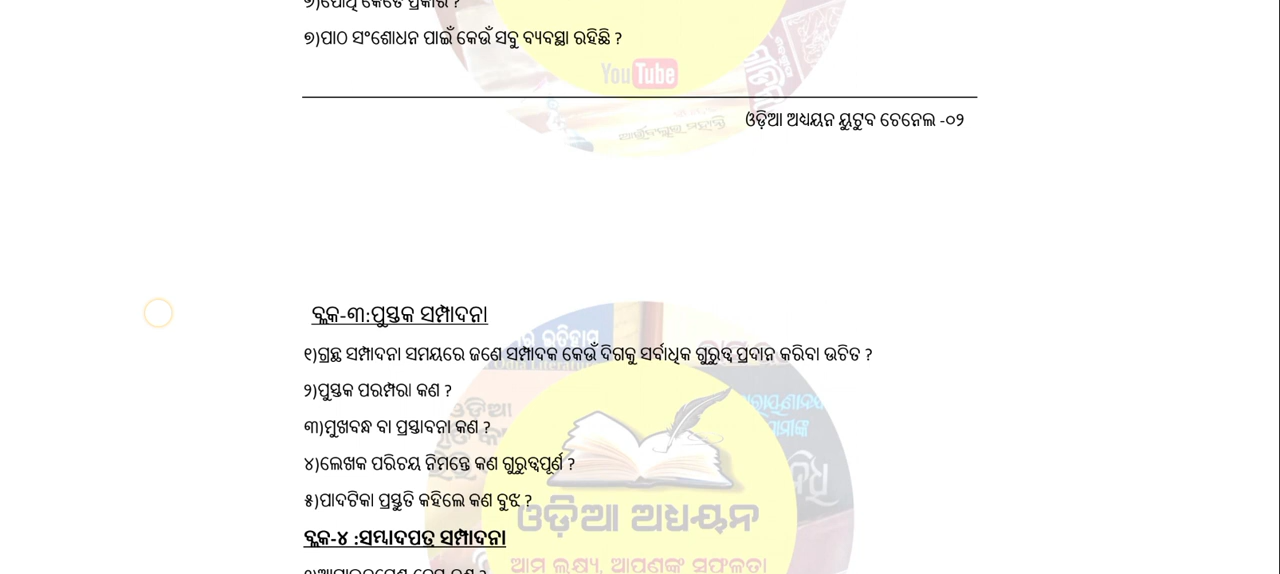 ୬)ପୋଥି କେତେ ପ୍ରକାର ?
୭)ପାଠ ସଂଶୋଧନ ପାଇଁ କେଉଁ ସବୁ ବ୍ୟବସ୍ଥା ରହିଛି ?
YouTube
ଓଡ଼ିଆ ଅଧ୍ୟୟନ ୟୁଟୁବ ଚେନେଲ -୦୨
ବ୍ଲକ-୩:ପୁସ୍ତକ ସମ୍ପାଦନା
୧)ଗ୍ରନ୍ଥ ସମ୍ପାଦନା ସମୟରେ ଜଣେ ସମ୍ପାଦକ କେଉଁ ଦିଗକୁ ସର୍ବାଧିକ ଗୁରୁତ୍ୱ ପ୍ରଦାନ କରିବା ଉଚିତ ?
୨)ପୁସ୍ତକ ପରମ୍ପରା କଣ ?
୩)ମୁଖବନ୍ଧ ବା ପ୍ରସ୍ତାବନା କଣ ?
୪)ଲେଖକ ପରିଚୟ ନିମନ୍ତେ କଣ ଗୁରୁତ୍ୱପୂର୍ଣ ?
୫)ପାଦଟିକା ପ୍ରସ୍ତୁତି କହିଲେ କଣ ବୁଝ ?
ଓଡ଼ିଆ ଅଧ୍ୟୟନ
ବ୍ଲକ-୪ :ସମ୍ବାଦପତ୍ର ସମ୍ପାଦନା
ଆମ ଲକ୍ଷ୍ୟ, ଆପଣଙ୍କ ସଫଳତା